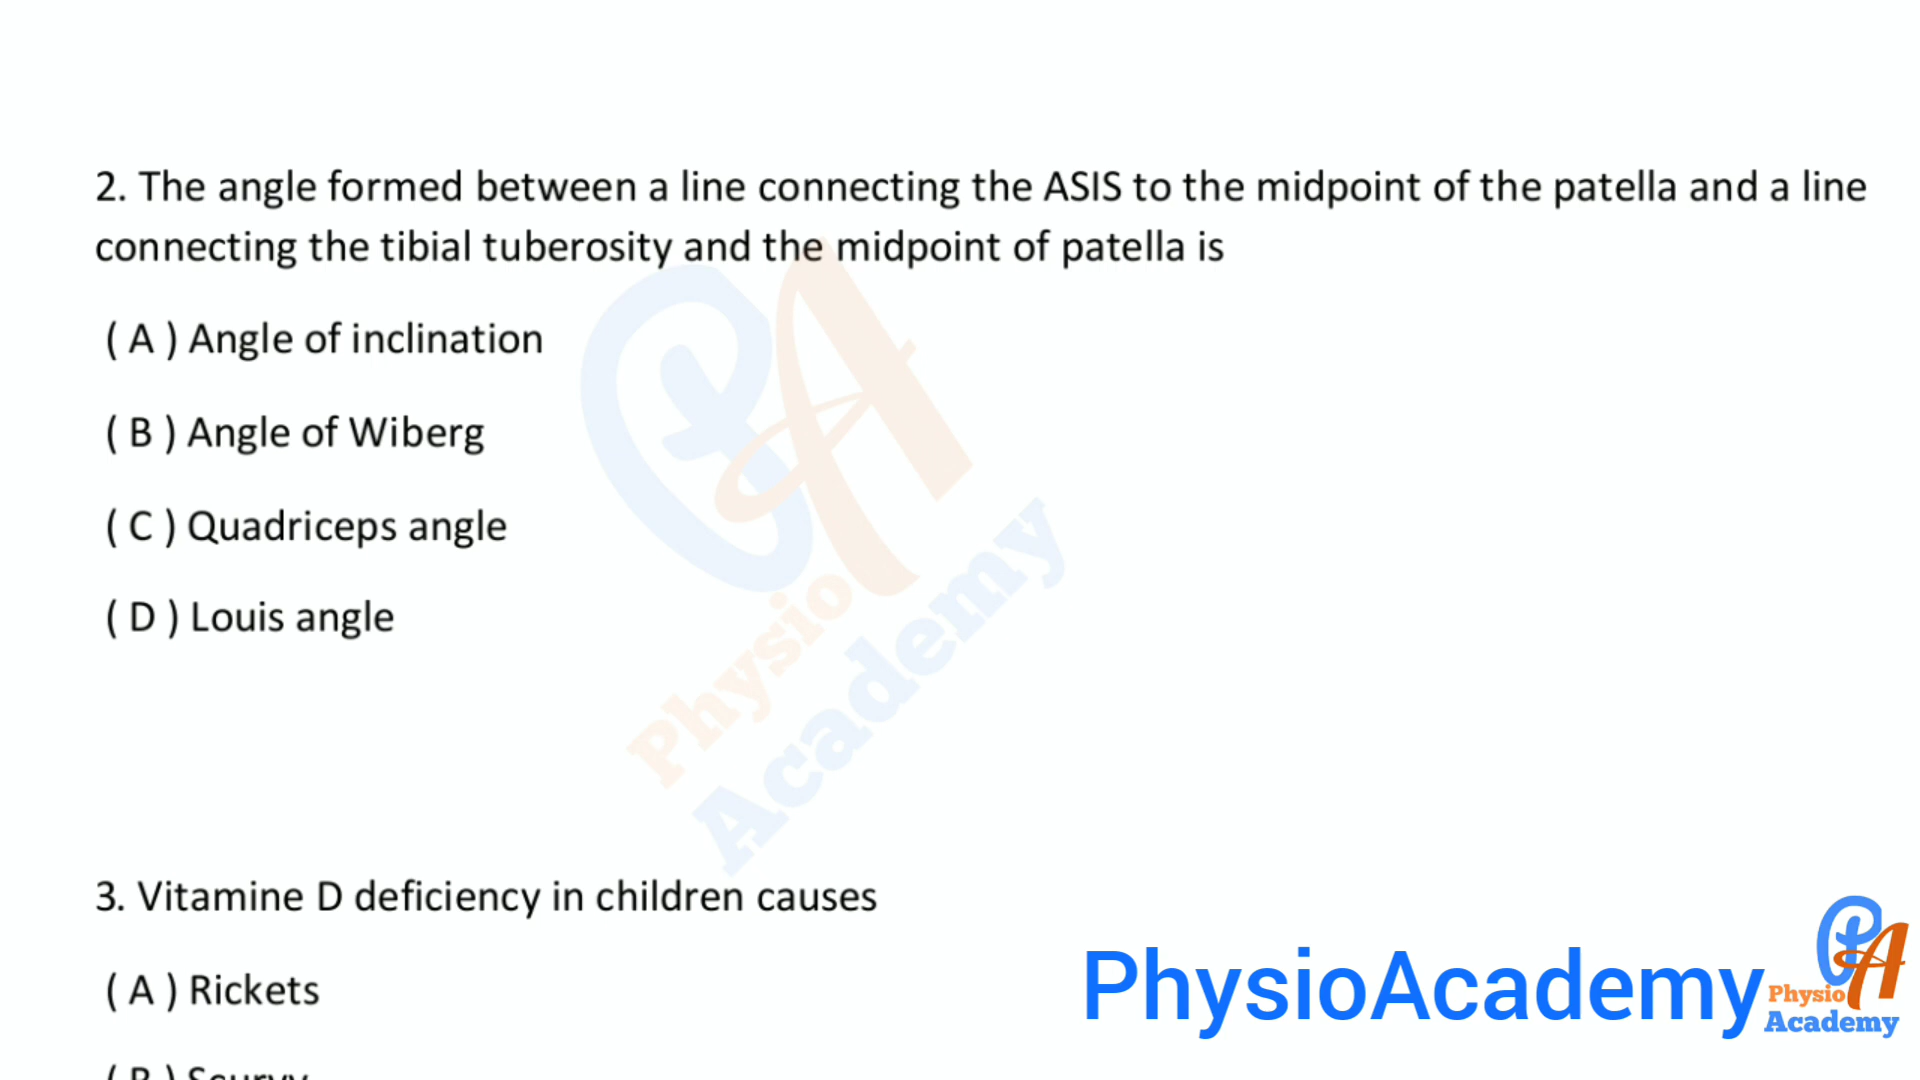 2. The angle formed between a line connecting the ASIS to the midpoint of the patella and a line
connecting the tibial tuberosity and the midpoint of patella is
( A ) Angle of inclination
( B ) Angle of Wiberg
( C ) Quadriceps angle
( D ) Louis angle
Physio
Academy
3. Vitamine D deficiency in children causes
( A ) Rickets
( B ) Scurvy
PhysioAcademy
Physio
Academy